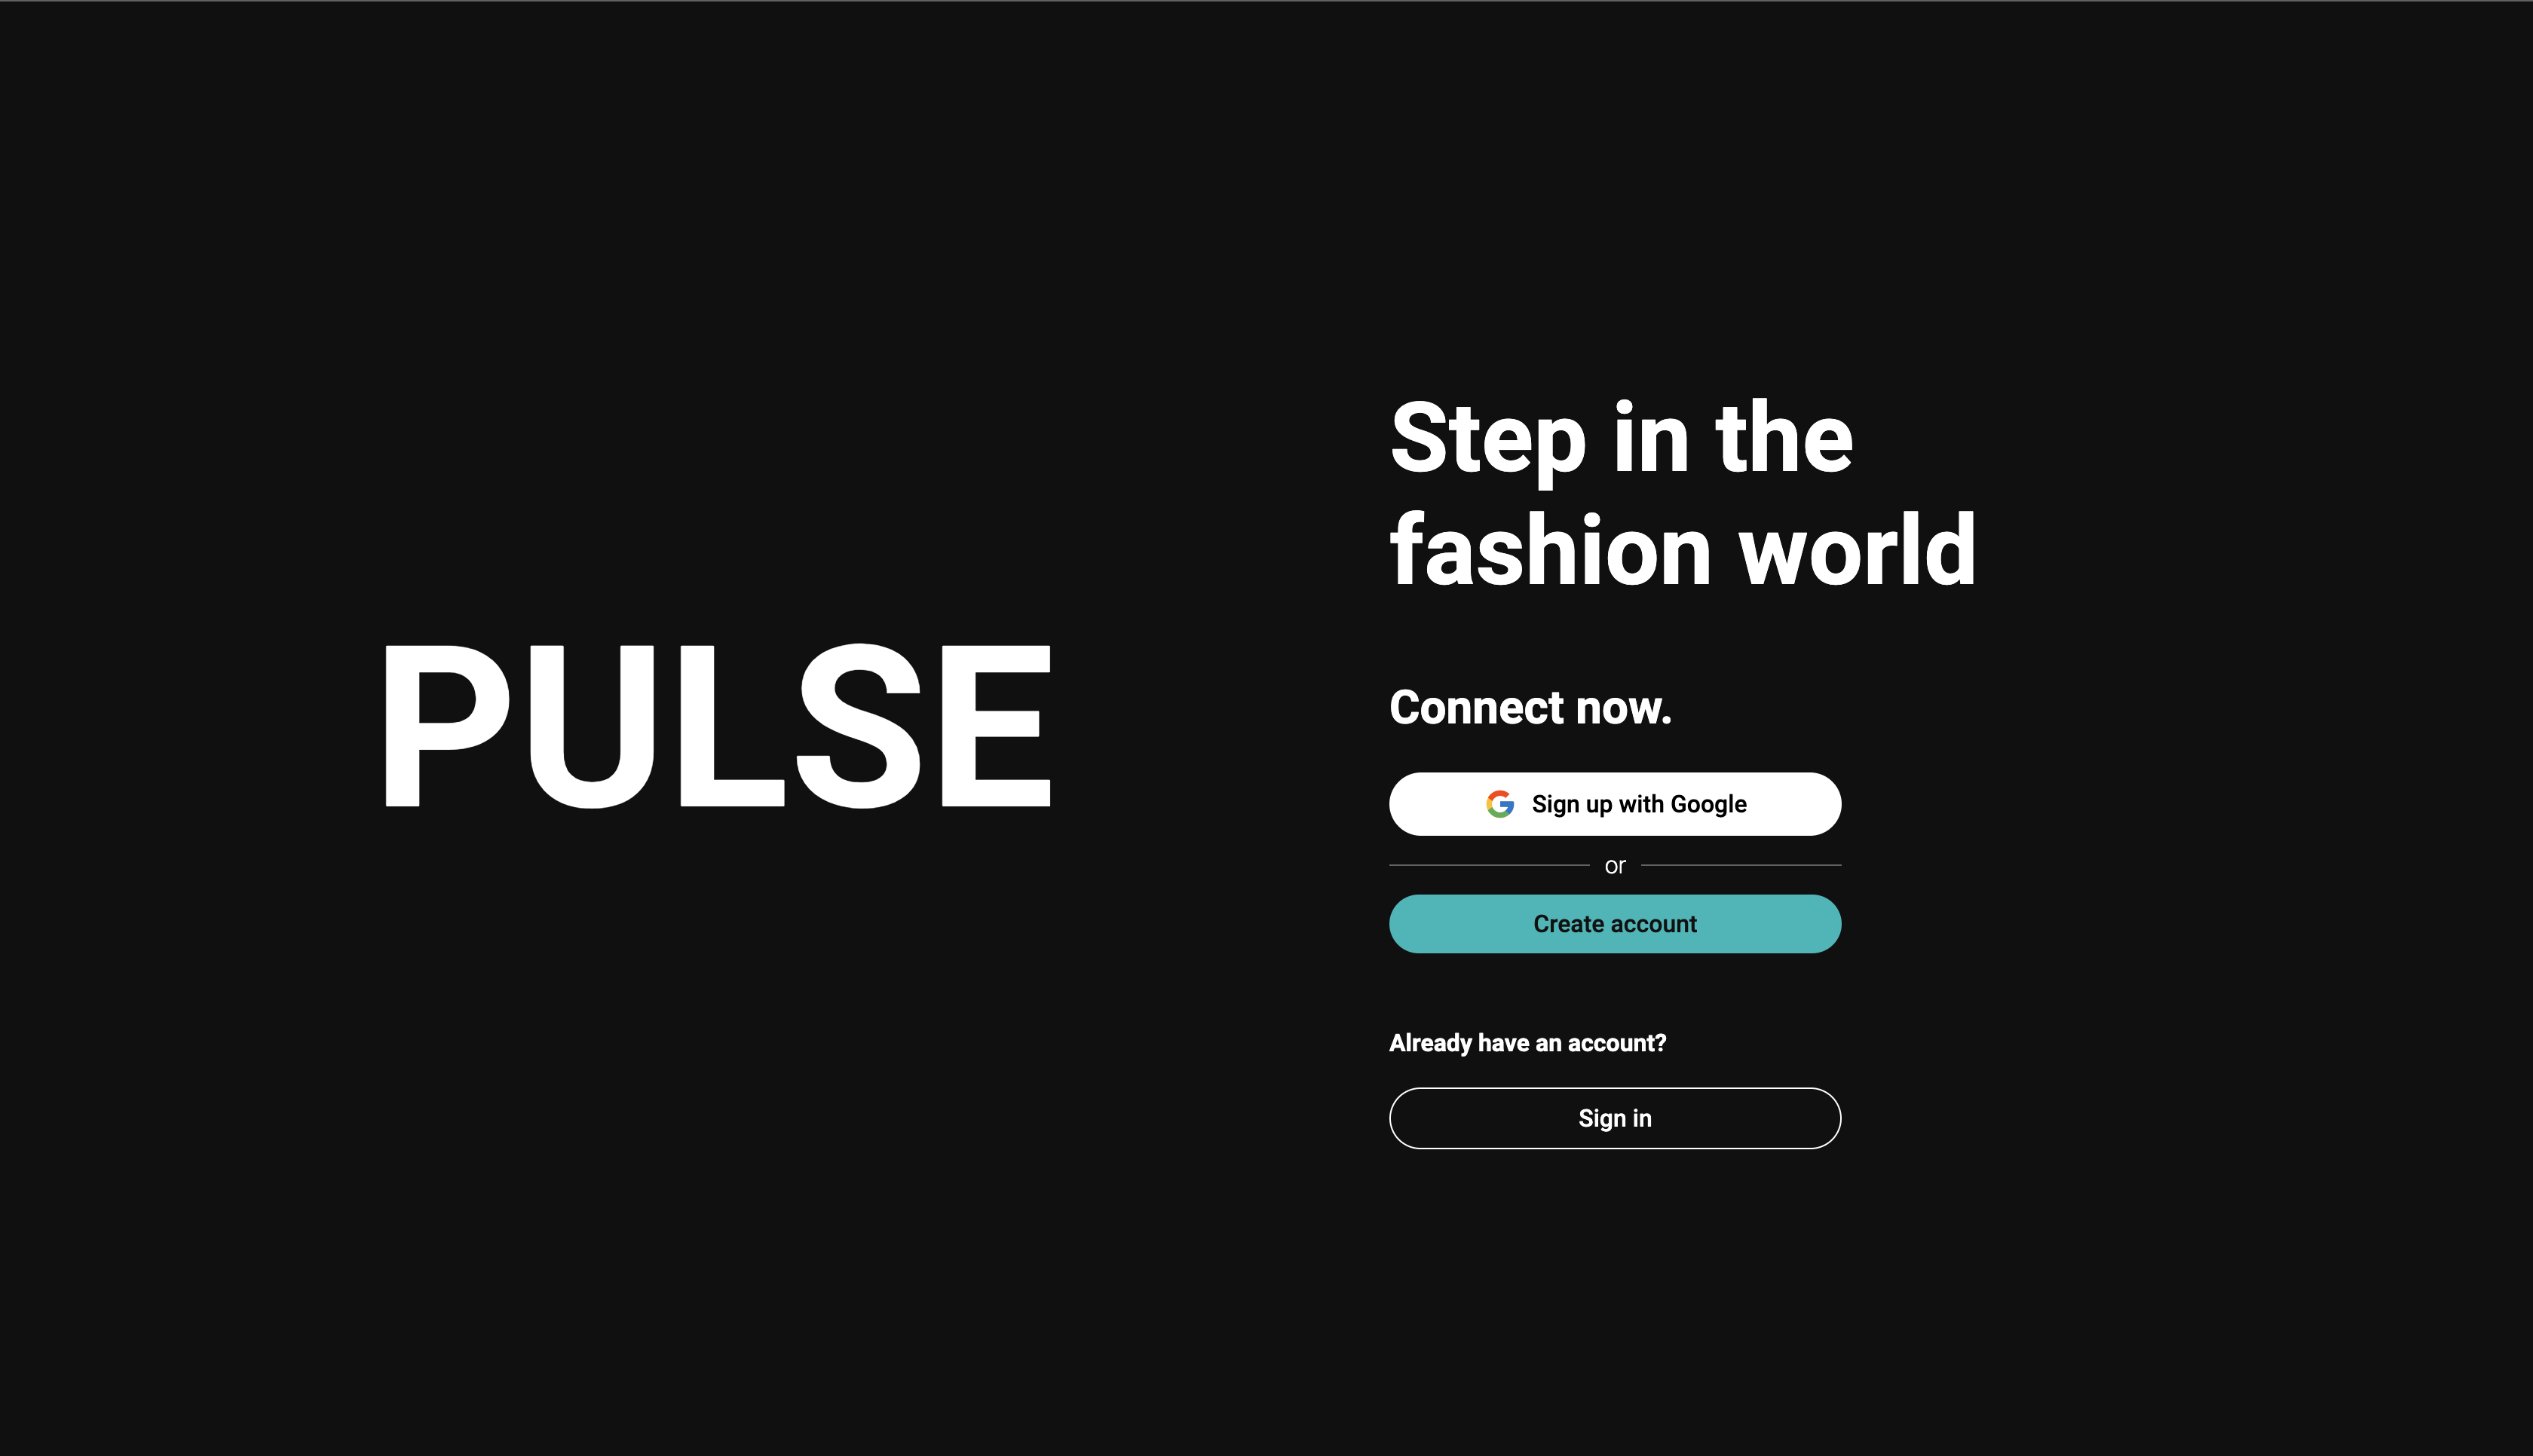 PULSE
Step in the
fashion world
Connect now.
Sign up with Google
or
Create account
Already have an account?
Sign in